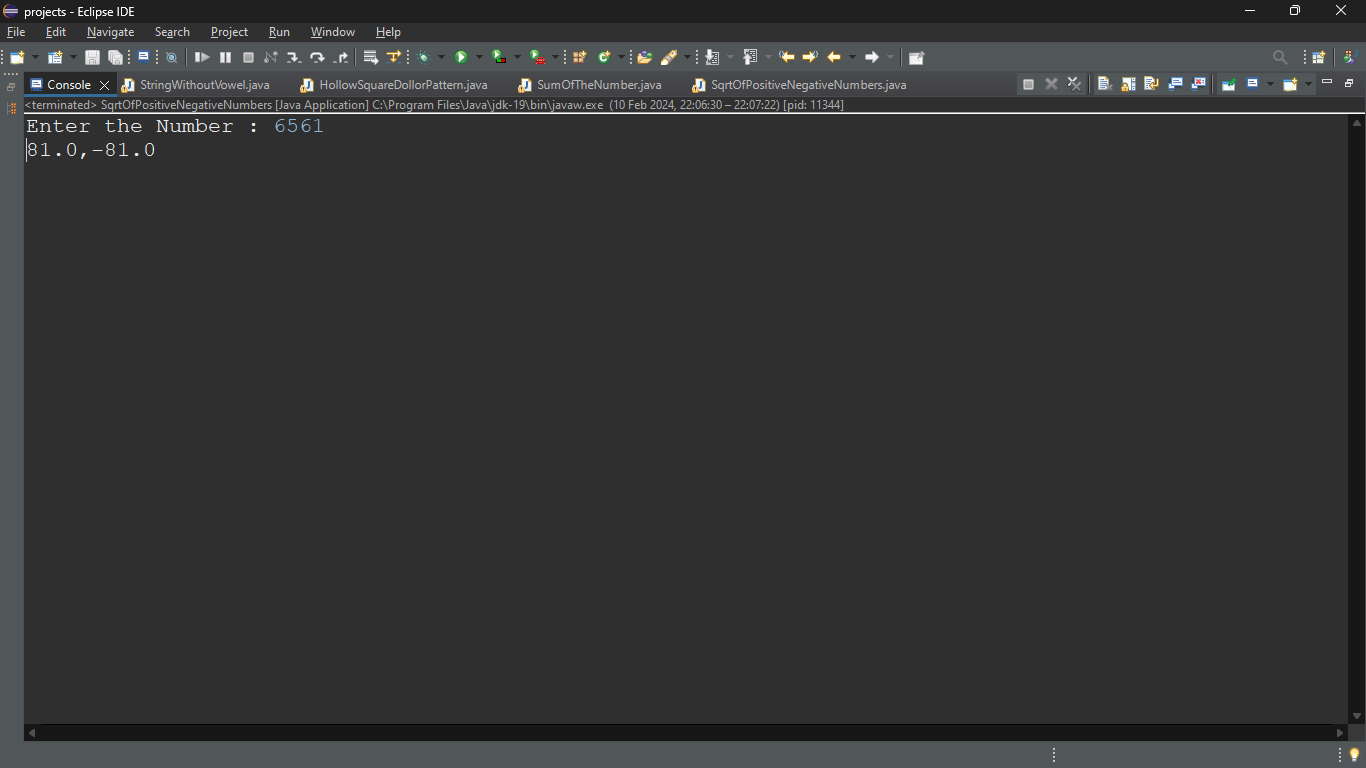 projects - Eclipse IDE
File Edit Navigate Search Project Run Window Help
Console StringWithoutVowel.java HollowSquareDollorPattern.java SumOfTheNumber.java SqrtOfPositiveNegativeNumbers.java
<terminated> SqrtOfPositiveNegativeNumbers [Java Application] C:\Program Files\Java\jdk-19\bin\javaw.exe (10 Feb 2024, 22:06:30 – 22:07:22) [pid: 11344]
Enter the Number : 6561
81.0,-81.0